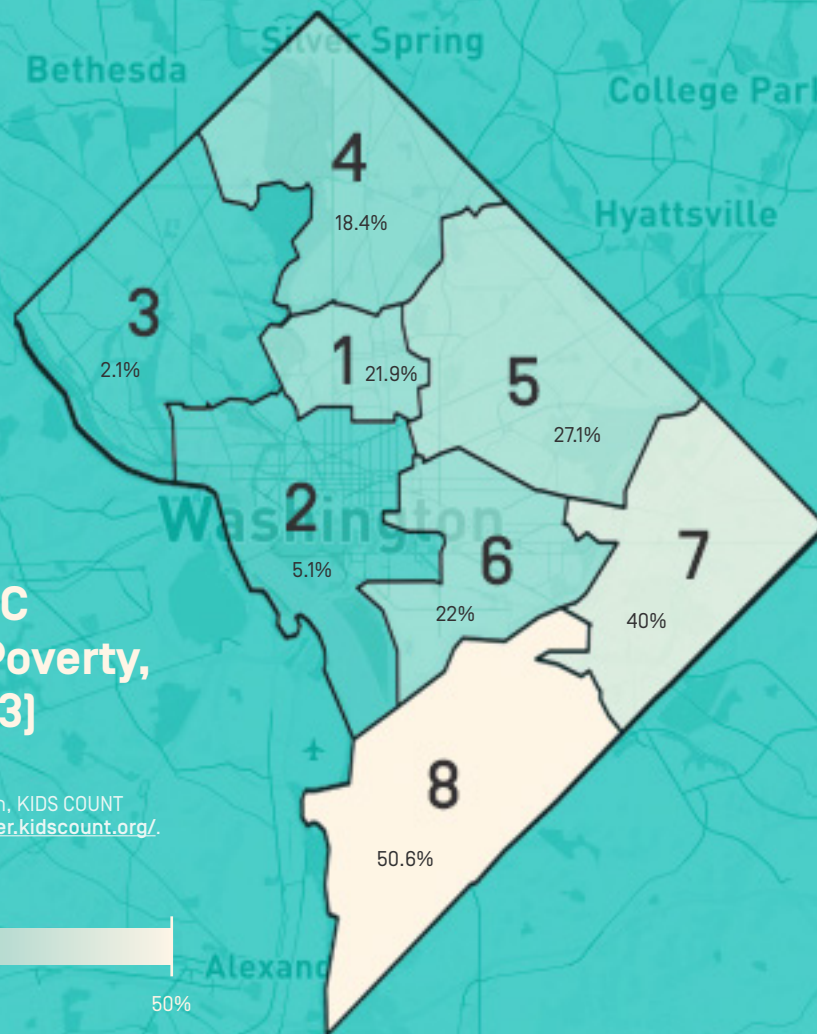 Silver Spring
Bethesda
College Par
4
Hyattsville
18.4%
3
1
2.1%
21.9%
5
27.1%
2
Washington
7
6
5.1%
C
22%
40%
Poverty,
3)
8
n, KIDS COUNT
er.kidscount.org/.
50.6%
Alexand
50%